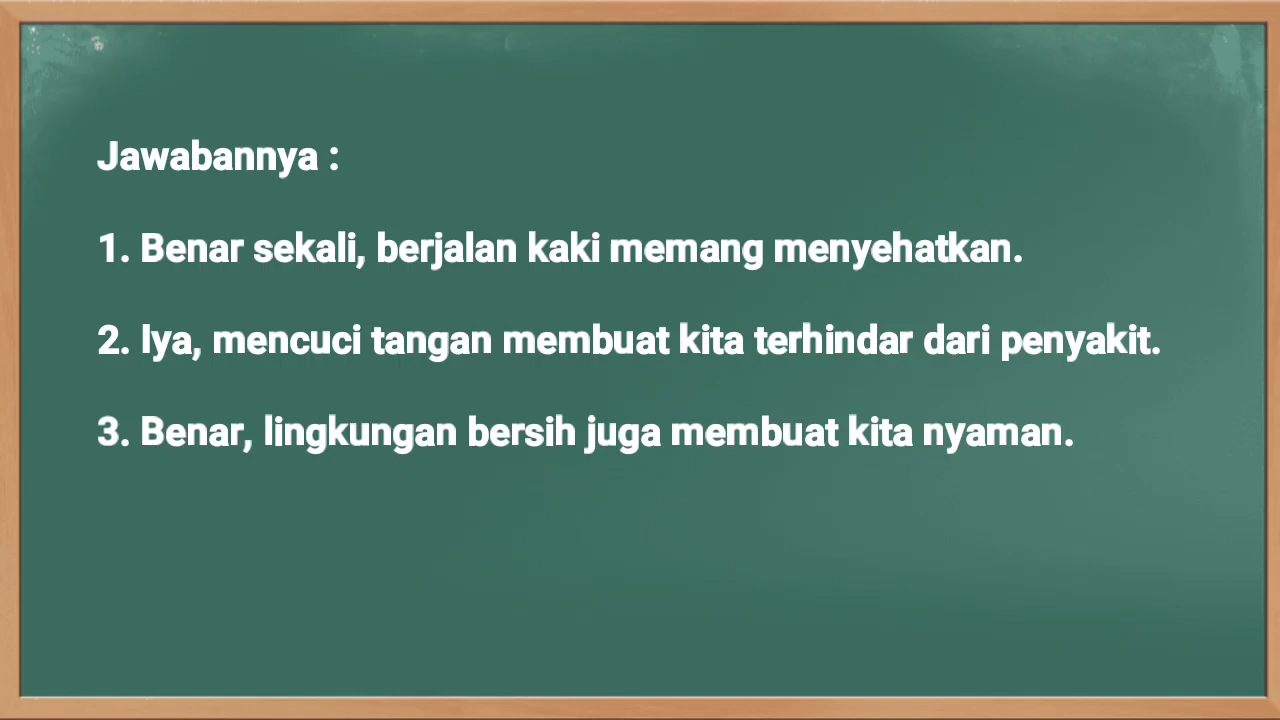 Jawabannya :
1. Benar sekali, berjalan kaki memang menyehatkan.
2. Iya, mencuci tangan membuat kita terhindar dari penyakit.
3. Benar, lingkungan bersih juga membuat kita nyaman.